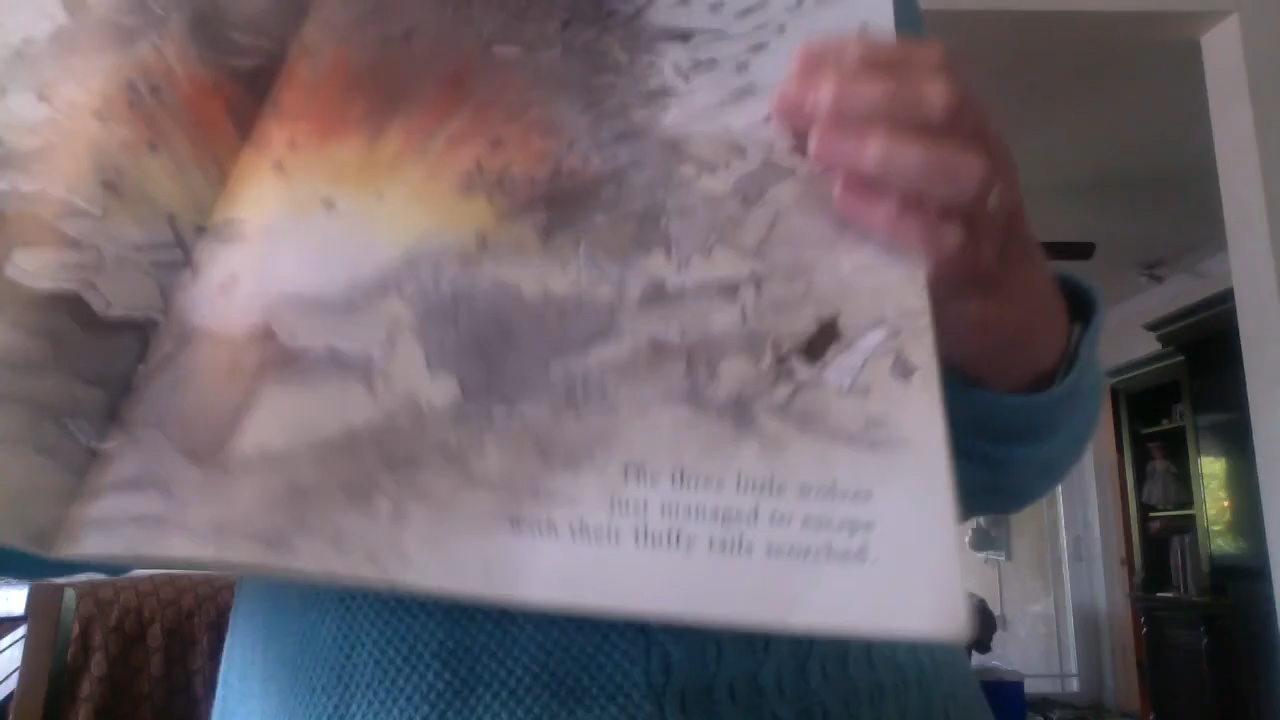 The three little wolves
just managed to escape
with their fluffy tails scorched.